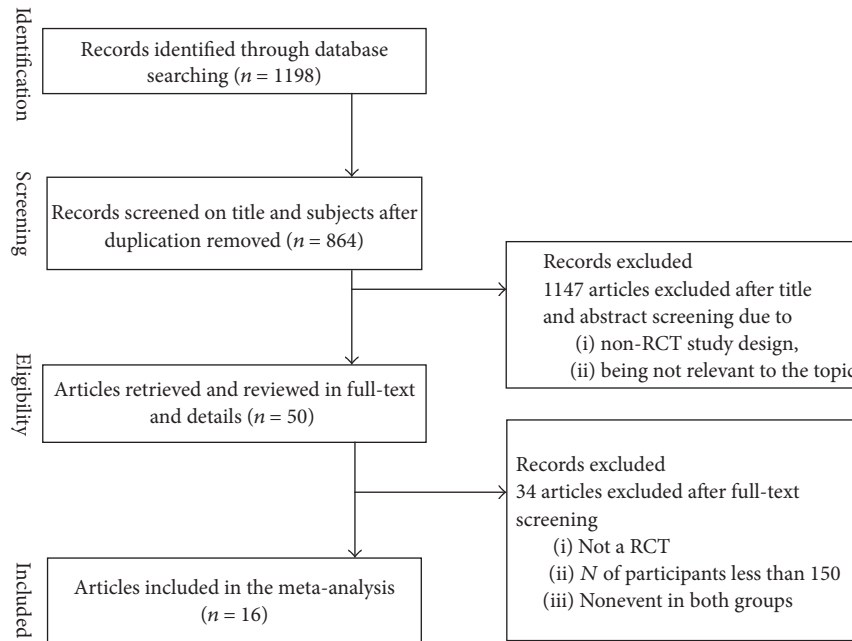 Identification
Records identified through database
searching (n = 1198)
Screening
Records screened on title and subjects after
duplication removed (n = 864)
Records excluded
1147 articles excluded after title
and abstract screening due to
(i) non-RCT study design,
(ii) being not relevant to the topic
Eligibility
Articles retrieved and reviewed in full-text
and details (n = 50)
Records excluded
34 articles excluded after full-text
screening
(i) Not a RCT
(ii) N of participants less than 150
(iii) Nonevent in both groups
Included
Articles included in the meta-analysis
(n = 16)